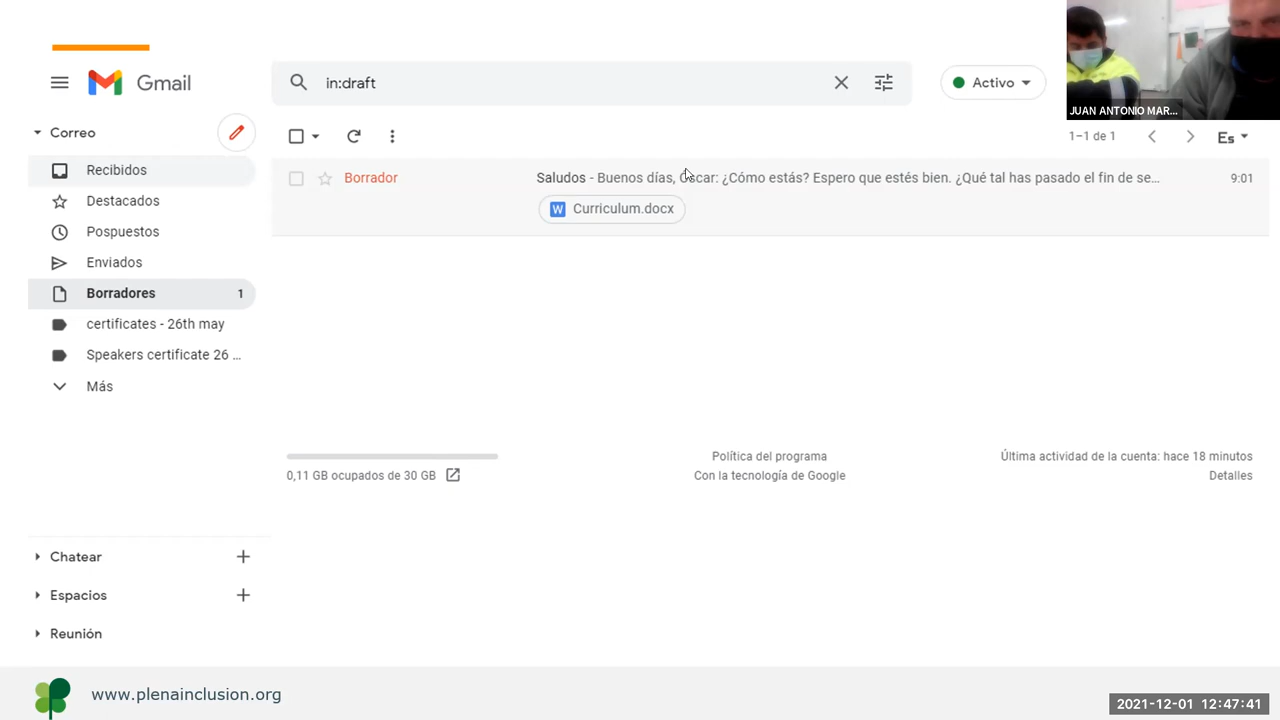 Gmail
in:draft
Activo
JUAN ANTONIO MAR...
Correo
1–1 de 1
Es
Recibidos
Borrador
Saludos - Buenos días, Óscar: ¿Cómo estás? Espero que estés bien. ¿Qué tal has pasado el fin de se...
9:01
W Curriculum.docx
Destacados
Pospuestos
Enviados
Borradores 1
certificates - 26th may
Speakers certificate 26 ...
Más
0,11 GB ocupados de 30 GB
Política del programa
Con la tecnología de Google
Última actividad de la cuenta: hace 18 minutos
Detalles
Chatear
Espacios
Reunión
www.plenainclusion.org
2021-12-01 12:47:41